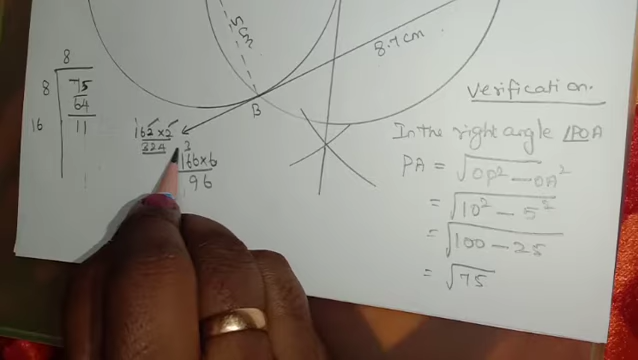 5cm
8.7cm
B
8
8 75
64
16 11
162×2
324
3
166×6
96
Verification.
In the right angle ⊿POA
PA = √OP² − OA²
= √10² − 5²
= √100 − 25
= √75